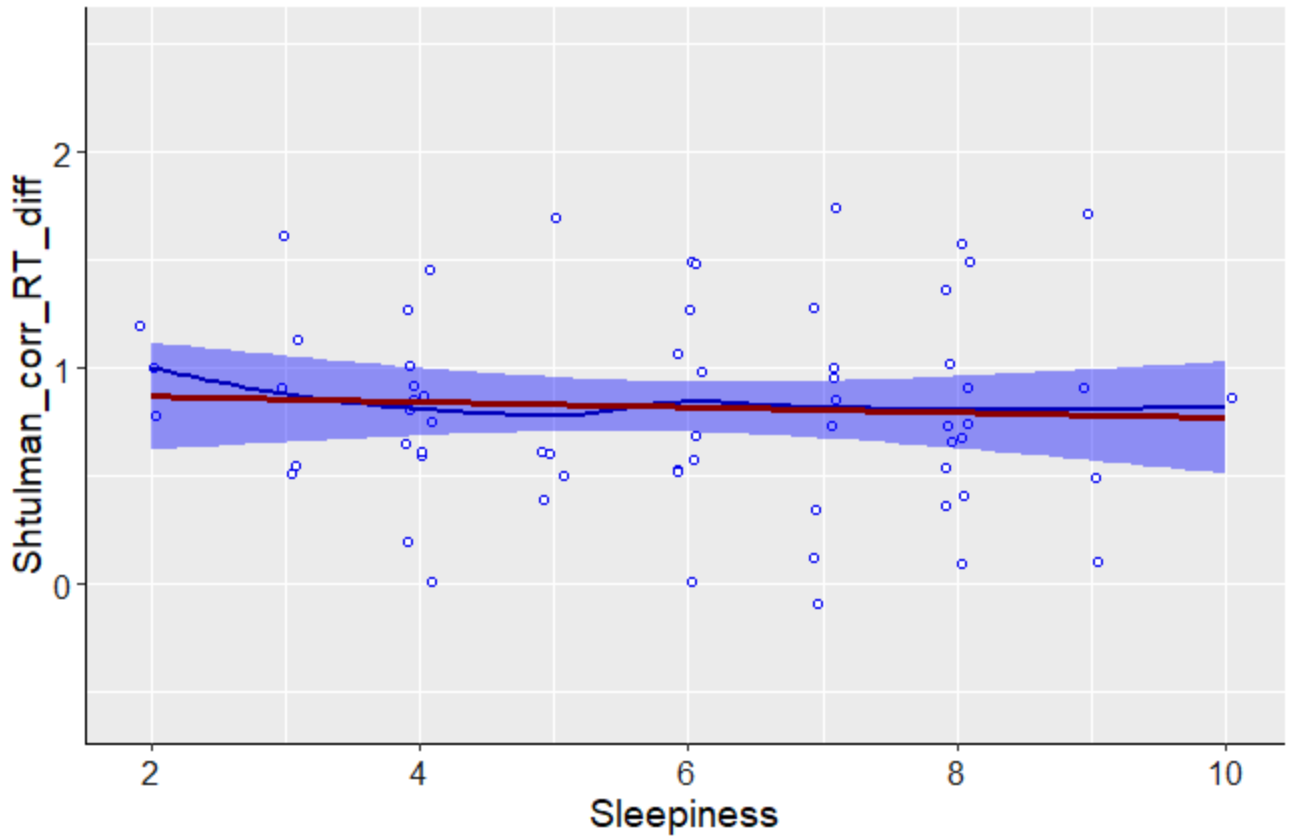 Shtulman_corr_RT_diff
2
1
0
2 4 6 8 10
Sleepiness